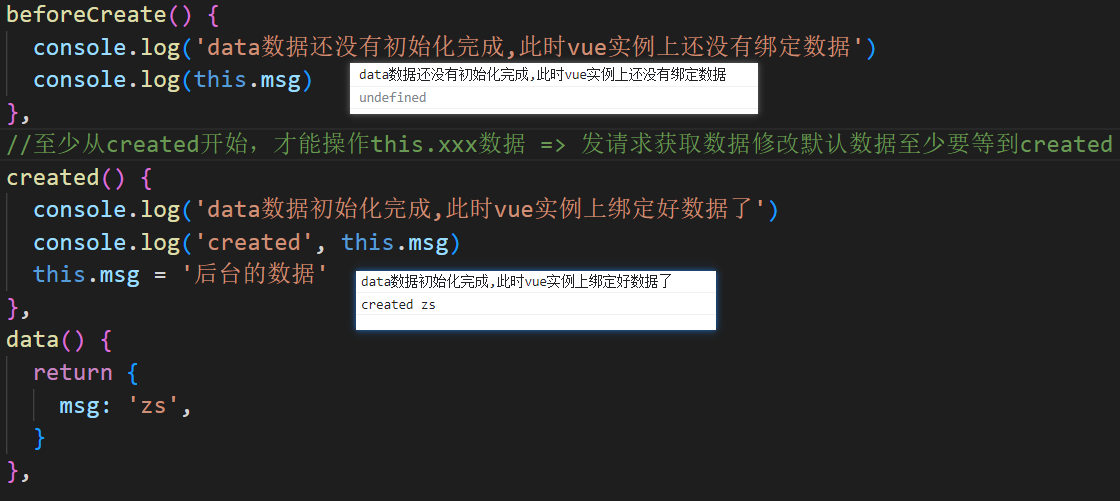 beforeCreate() {
console.log('data数据还没有初始化完成,此时vue实例上还没有绑定数据')
console.log(this.msg)
data数据还没有初始化完成,此时vue实例上还没有绑定数据
undefined
},
//至少从created开始，才能操作this.xxx数据 => 发请求获取数据修改默认数据至少要等到created
created() {
console.log('data数据初始化完成,此时vue实例上绑定好数据了')
console.log('created', this.msg)
this.msg = '后台的数据'
data数据初始化完成,此时vue实例上绑定好数据了
created zs
},
data() {
return {
msg: 'zs',
}
},